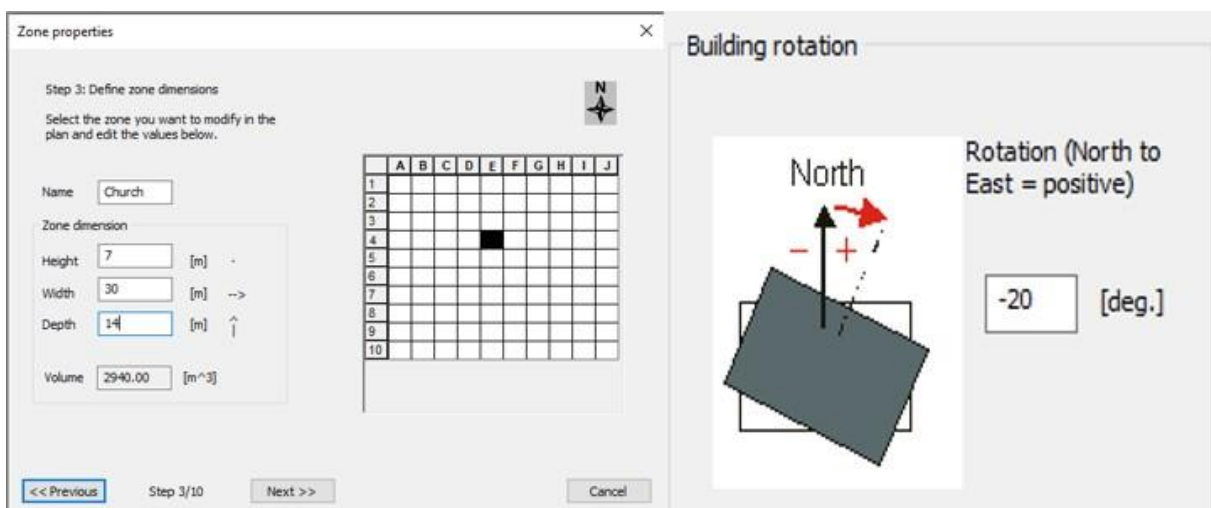 Zone properties
Step 3: Define zone dimensions
Select the zone you want to modify in the
plan and edit the values below.
N
Name Church
Zone dimension
Height 7 [m]
Width 30 [m] -->
Depth 14 [m]
Volume 2940.00 [m^3]
A B C D E F G H I J
1
2
3
4
5
6
7
8
9
10
<< Previous Step 3/10 Next >> Cancel
Building rotation
North
- +
Rotation (North to
East = positive)
-20 [deg.]